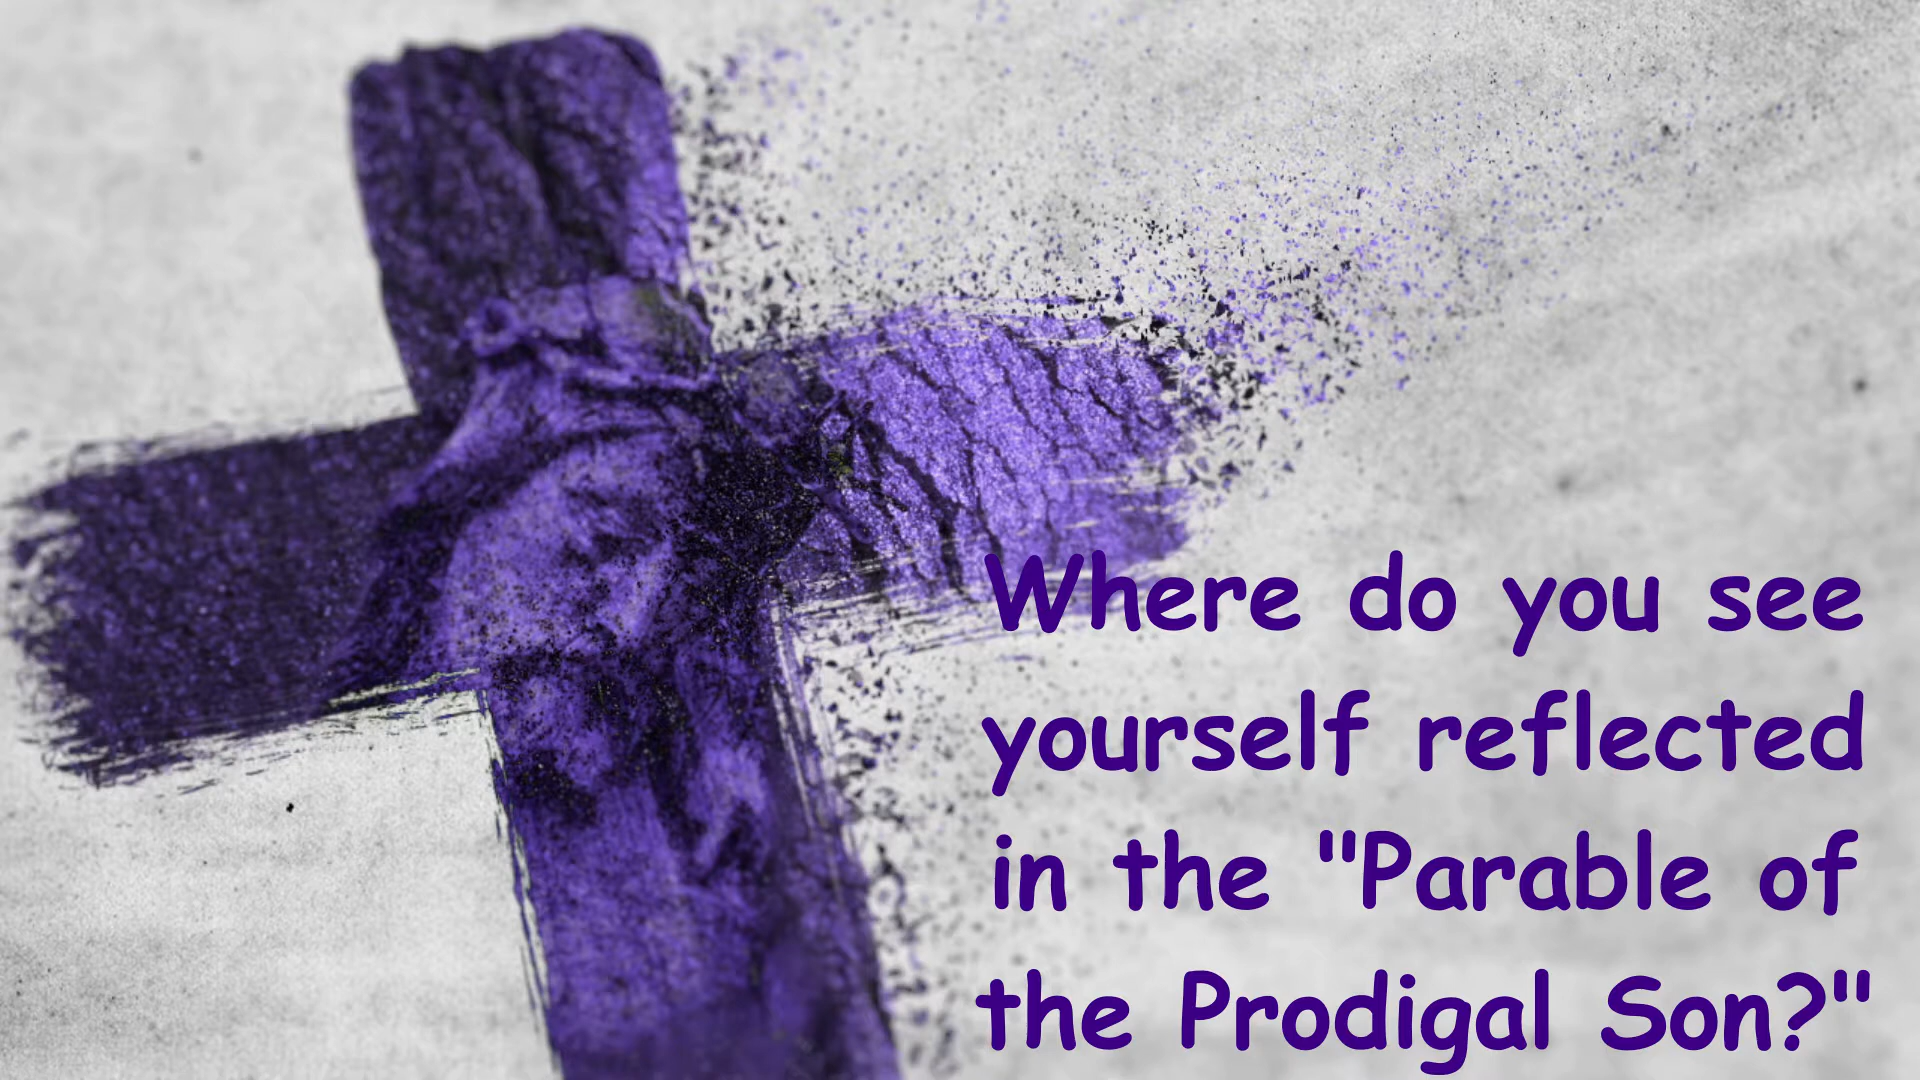 Where do you see
yourself reflected
in the "Parable of
the Prodigal Son?"